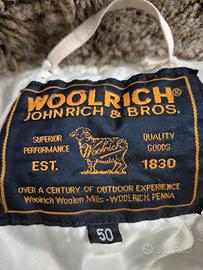 WOOLRICH®
JOHN RICH & BROS.
SUPERIOR PERFORMANCE
QUALITY GOODS
Woolrich
EST. 1830
OVER A CENTURY OF OUTDOOR EXPERIENCE
Woolrich Woolen Mills - WOOLRICH, PENNA
50